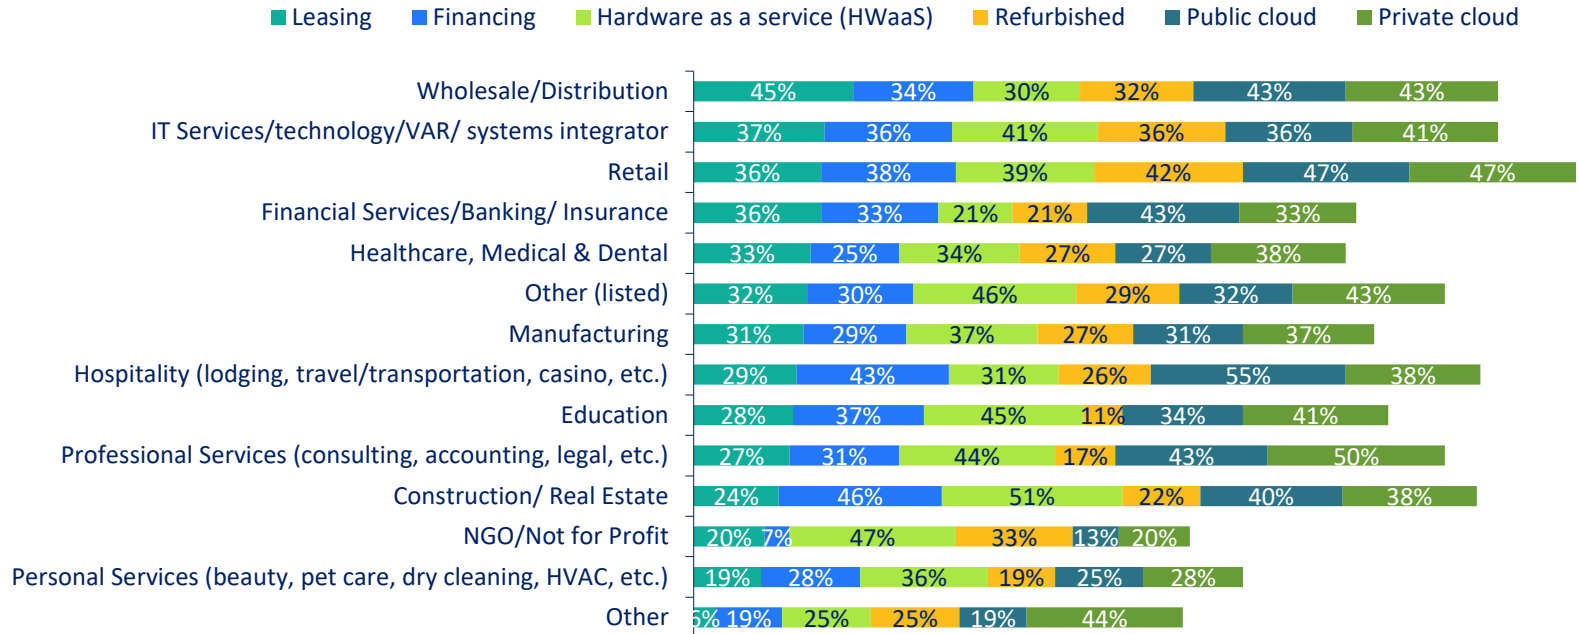 Leasing Financing Hardware as a service (HWaaS) Refurbished Public cloud Private cloud
Wholesale/Distribution 45% 34% 30% 32% 43% 43%
IT Services/technology/VAR/ systems integrator 37% 36% 41% 36% 36% 41%
Retail 36% 38% 39% 42% 47% 47%
Financial Services/Banking/ Insurance 36% 33% 21% 21% 43% 33%
Healthcare, Medical & Dental 33% 25% 34% 27% 27% 38%
Other (listed) 32% 30% 46% 29% 32% 43%
Manufacturing 31% 29% 37% 27% 31% 37%
Hospitality (lodging, travel/transportation, casino, etc.) 29% 43% 31% 26% 55% 38%
Education 28% 37% 45% 11% 34% 41%
Professional Services (consulting, accounting, legal, etc.) 27% 31% 44% 17% 43% 50%
Construction/ Real Estate 24% 46% 51% 22% 40% 38%
NGO/Not for Profit 20% 7% 47% 33% 13% 20%
Personal Services (beauty, pet care, dry cleaning, HVAC, etc.) 19% 28% 36% 19% 25% 28%
Other 6% 19% 25% 25% 19% 44%